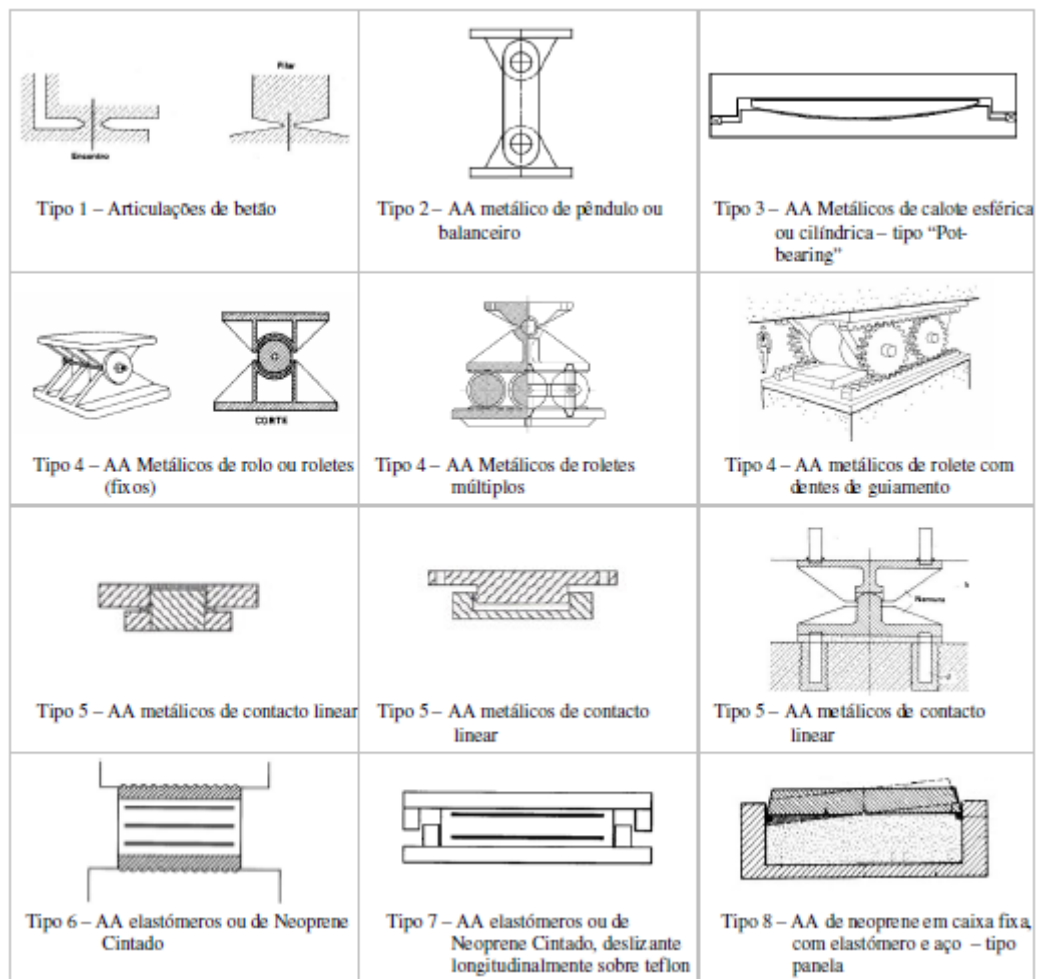 Pilar
Encontro
Tipo 1 – Articulações de betão
Tipo 2 – AA metálico de pêndulo ou
balanceiro
Tipo 3 – AA Metálicos de calote esférica
ou cilíndrica – tipo “Pot-
bearing”
CORTE
Tipo 4 – AA Metálicos de rolo ou roletes
(fixos)
Tipo 4 – AA Metálicos de roletes
múltiplos
Tipo 4 – AA metálicos de rolete com
dentes de guiamento
Tipo 5 – AA metálicos de contacto linear
Tipo 5 – AA metálicos de contacto
linear
Tipo 5 – AA metálicos de contacto
linear
Tipo 6 – AA elastómeros ou de Neoprene
Cintado
Tipo 7 – AA elastómeros ou de
Neoprene Cintado, deslizante
longitudinalmente sobre teflon
Tipo 8 – AA de neoprene em caixa fixa,
com elastómero e aço – tipo
panela